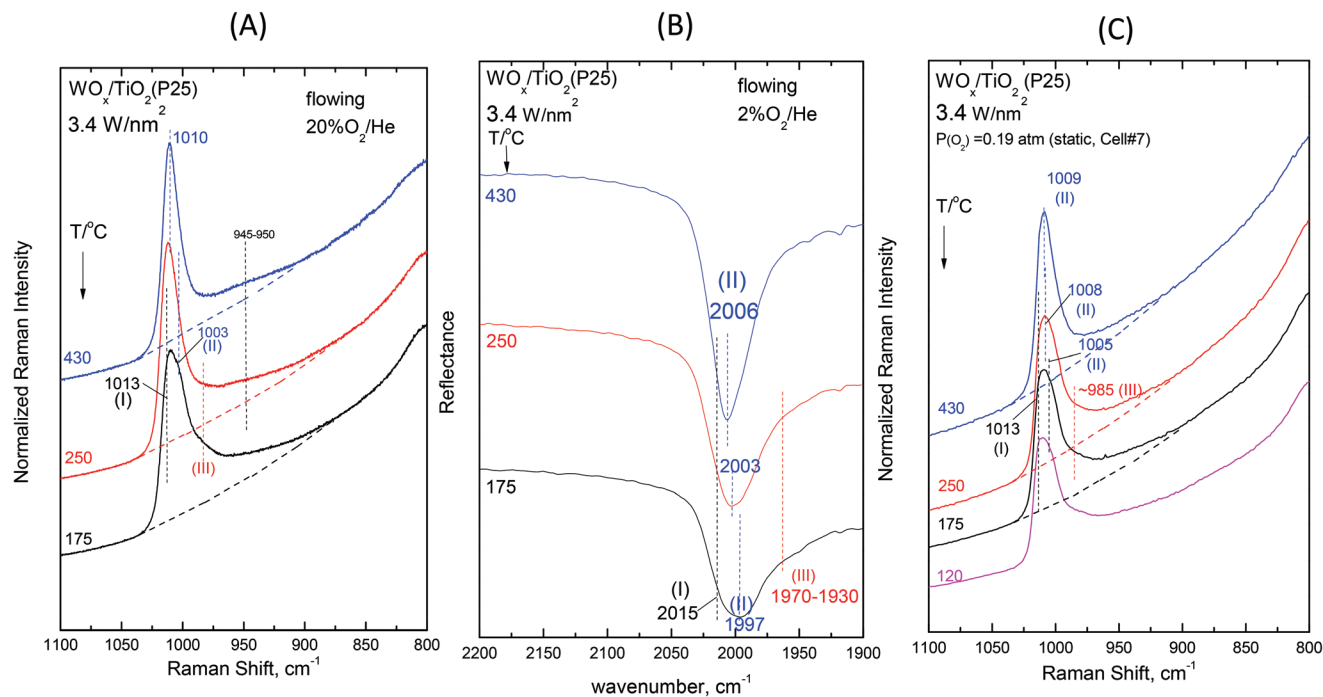 (A)
WOx/TiO2(P25)
3.4 W/nm2
flowing
20%O2/He
1010
T/°C
945-950
1003
(II)
430
1013
(I)
250
(III)
175
Normalized Raman Intensity
1100 1050 1000 950 900 850 800
Raman Shift, cm-1
(B)
WOx/TiO2(P25)
3.4 W/nm2
flowing
2%O2/He
T/°C
430
(II)
2006
250
2003
175
(I)
2015
(II)
1997
(III)
1970-1930
Reflectance
2200 2150 2100 2050 2000 1950 1900
wavenumber, cm-1
(C)
WOx/TiO2 (P25)
3.4 W/nm2
P(O2) =0.19 atm (static, Cell#7)
1009
(II)
T/°C
1008
(II)
1005
(II)
430
~985 (III)
1013
(I)
250
175
120
Normalized Raman Intensity
1100 1050 1000 950 900 850 800
Raman Shift, cm-1